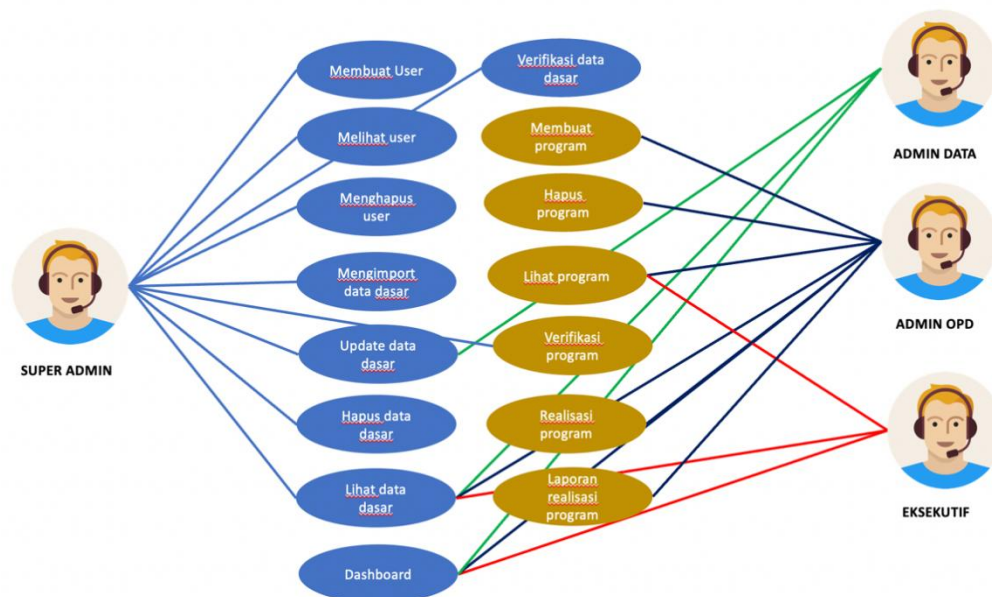 SUPER ADMIN
Membuat User
Melihat user
Menghapus
user
Mengimport
data dasar
Update data
dasar
Hapus data
dasar
Lihat data
dasar
Dashboard
Verifikasi data
dasar
Membuat
program
Hapus
program
Lihat program
Verifikasi
program
Realisasi
program
Laporan
realisasi
program
ADMIN DATA
ADMIN OPD
EKSEKUTIF